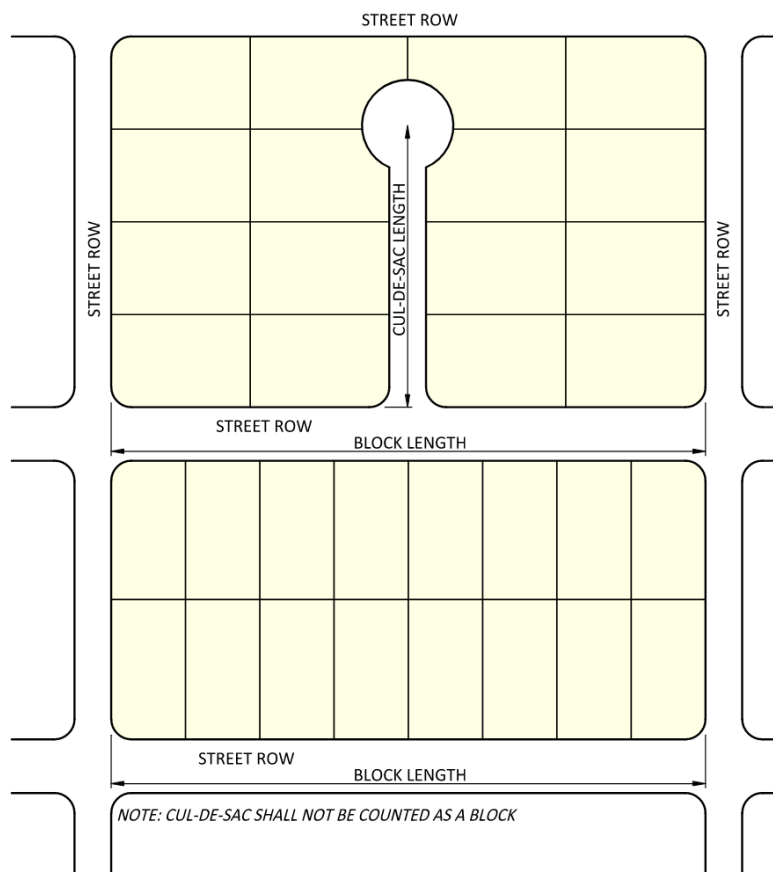 STREET ROW
STREET ROW
CUL-DE-SAC LENGTH
STREET ROW
STREET ROW
BLOCK LENGTH
STREET ROW
BLOCK LENGTH
NOTE: CUL-DE-SAC SHALL NOT BE COUNTED AS A BLOCK